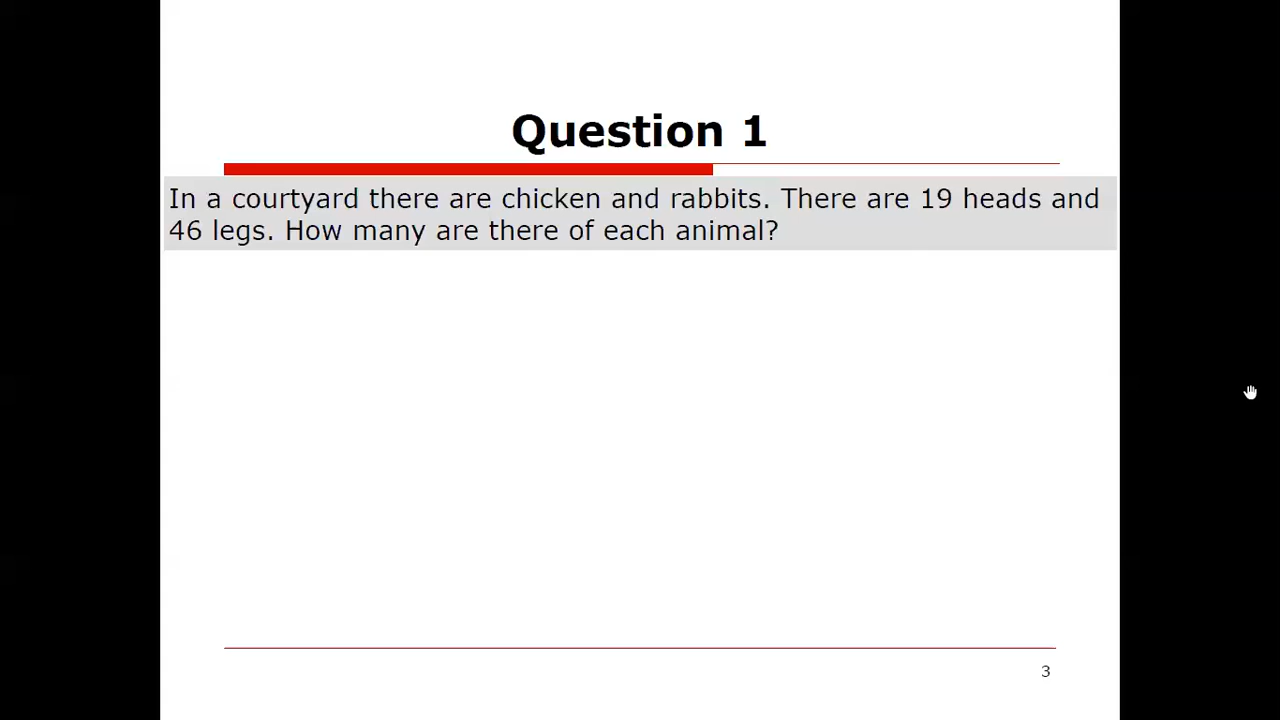 Question 1
In a courtyard there are chicken and rabbits. There are 19 heads and
46 legs. How many are there of each animal?
3